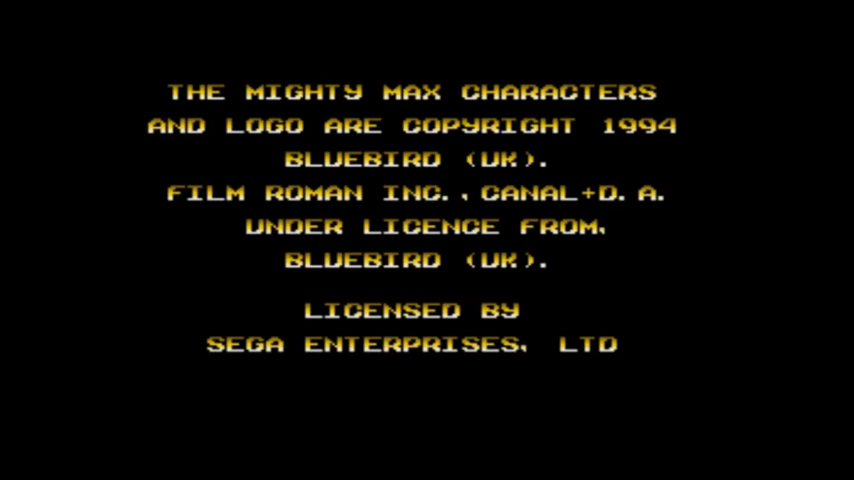 THE MIGHTY MAX CHARACTERS
AND LOGO ARE COPYRIGHT 1994
BLUEBIRD (UK).
FILM ROMAN INC.,CANAL+D.A.
UNDER LICENCE FROM,
BLUEBIRD (UK).
LICENSED BY
SEGA ENTERPRISES, LTD